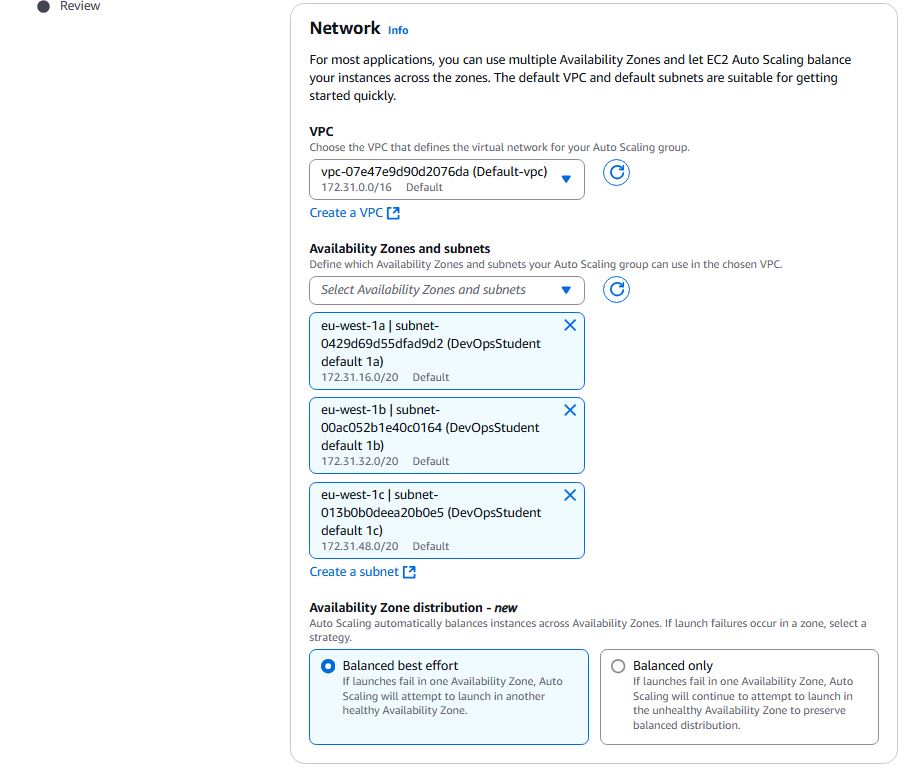 Review
Network Info
For most applications, you can use multiple Availability Zones and let EC2 Auto Scaling balance
your instances across the zones. The default VPC and default subnets are suitable for getting
started quickly.
VPC
Choose the VPC that defines the virtual network for your Auto Scaling group.
vpc-07e47e9d90d2076da (Default-vpc)
172.31.0.0/16 Default
Create a VPC
Availability Zones and subnets
Define which Availability Zones and subnets your Auto Scaling group can use in the chosen VPC.
Select Availability Zones and subnets
eu-west-1a | subnet-
0429d69d55dfad9d2 (DevOpsStudent
default 1a)
172.31.16.0/20 Default
eu-west-1b | subnet-
00ac052b1e40c0164 (DevOpsStudent
default 1b)
172.31.32.0/20 Default
eu-west-1c | subnet-
013b0b0deea20b0e5 (DevOpsStudent
default 1c)
172.31.48.0/20 Default
Create a subnet
Availability Zone distribution - new
Auto Scaling automatically balances instances across Availability Zones. If launch failures occur in a zone, select a
strategy.
Balanced best effort
If launches fail in one Availability Zone, Auto
Scaling will attempt to launch in another
healthy Availability Zone.
Balanced only
If launches fail in one Availability Zone, Auto
Scaling will continue to attempt to launch in
the unhealthy Availability Zone to preserve
balanced distribution.